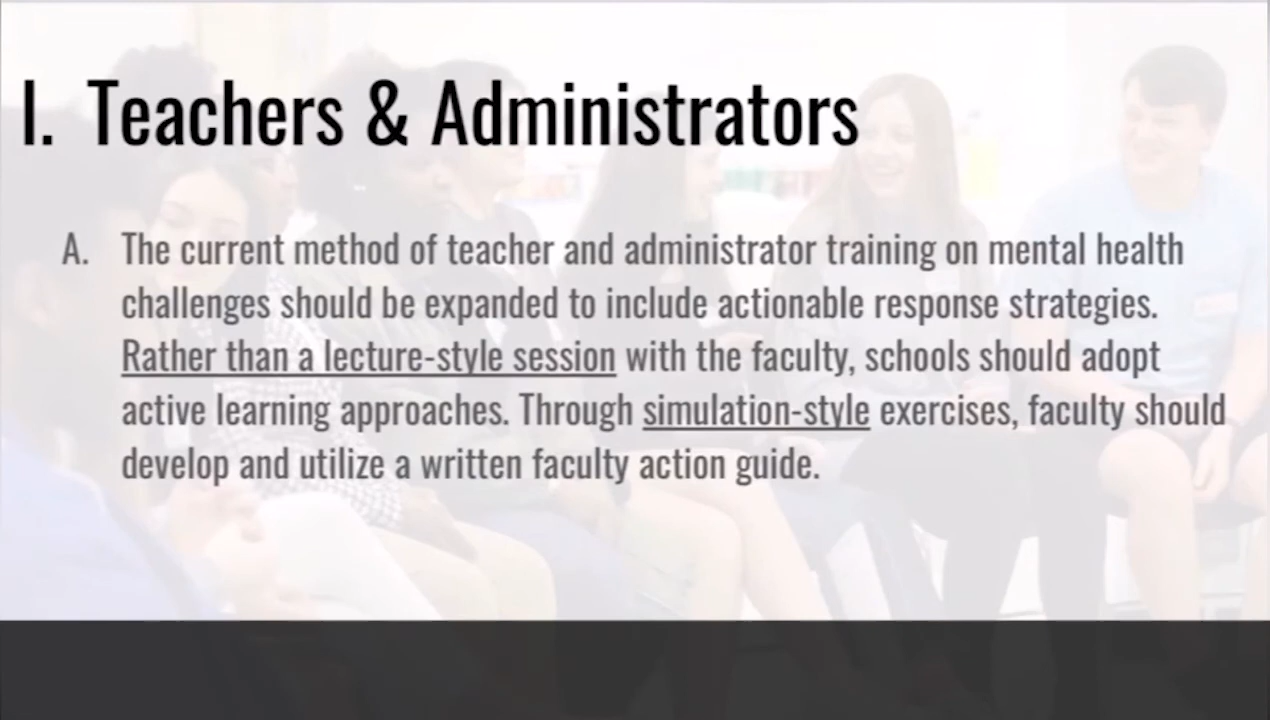 I. Teachers & Administrators
A. The current method of teacher and administrator training on mental health
challenges should be expanded to include actionable response strategies.
Rather than a lecture-style session with the faculty, schools should adopt
active learning approaches. Through simulation-style exercises, faculty should
develop and utilize a written faculty action guide.